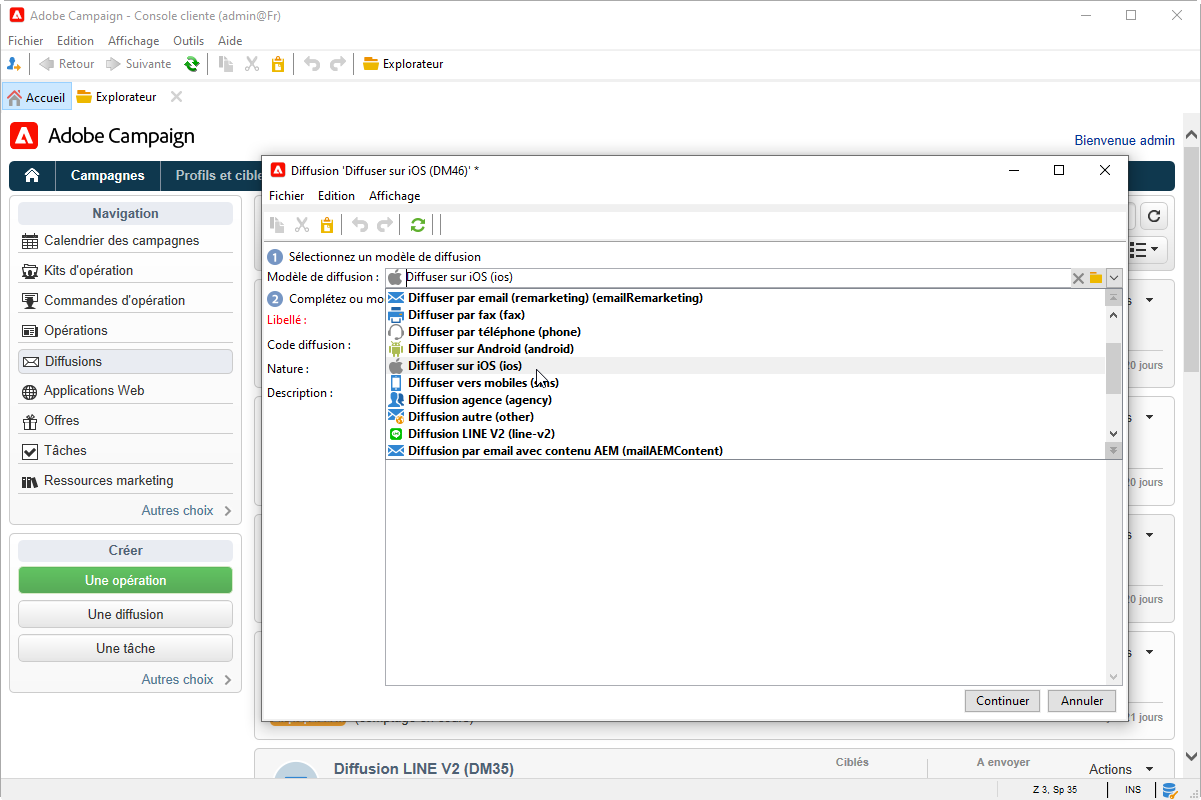 Adobe Campaign - Console cliente (admin@Fr)
Fichier Edition Affichage Outils Aide
Retour Suivante Explorateur
Accueil Explorateur
Adobe Campaign
Bienvenue admin
Campagnes Profils et cible
Navigation
Calendrier des campagnes
Kits d'opération
Commandes d'opération
Opérations
Diffusions
Applications Web
Offres
Tâches
Ressources marketing
Autres choix
Créer
Une opération
Une diffusion
Une tâche
Autres choix
Diffusion 'Diffuser sur iOS (DM46)' *
Fichier Edition Affichage
1 Sélectionnez un modèle de diffusion
Modèle de diffusion : Diffuser sur iOS (ios)
2 Complétez ou mo
Libellé :
Code diffusion :
Nature :
Description :
Diffuser par email (remarketing) (emailRemarketing)
Diffuser par fax (fax)
Diffuser par téléphone (phone)
Diffuser sur Android (android)
Diffuser sur iOS (ios)
Diffuser vers mobiles (sms)
Diffusion agence (agency)
Diffusion autre (other)
Diffusion LINE V2 (line-v2)
Diffusion par email avec contenu AEM (mailAEMContent)
Continuer Annuler
s
20 jours
s
20 jours
s
20 jours
s
21 jours
Diffusion LINE V2 (DM35)
Ciblés
A envoyer
Actions
Z 3, Sp 35 INS